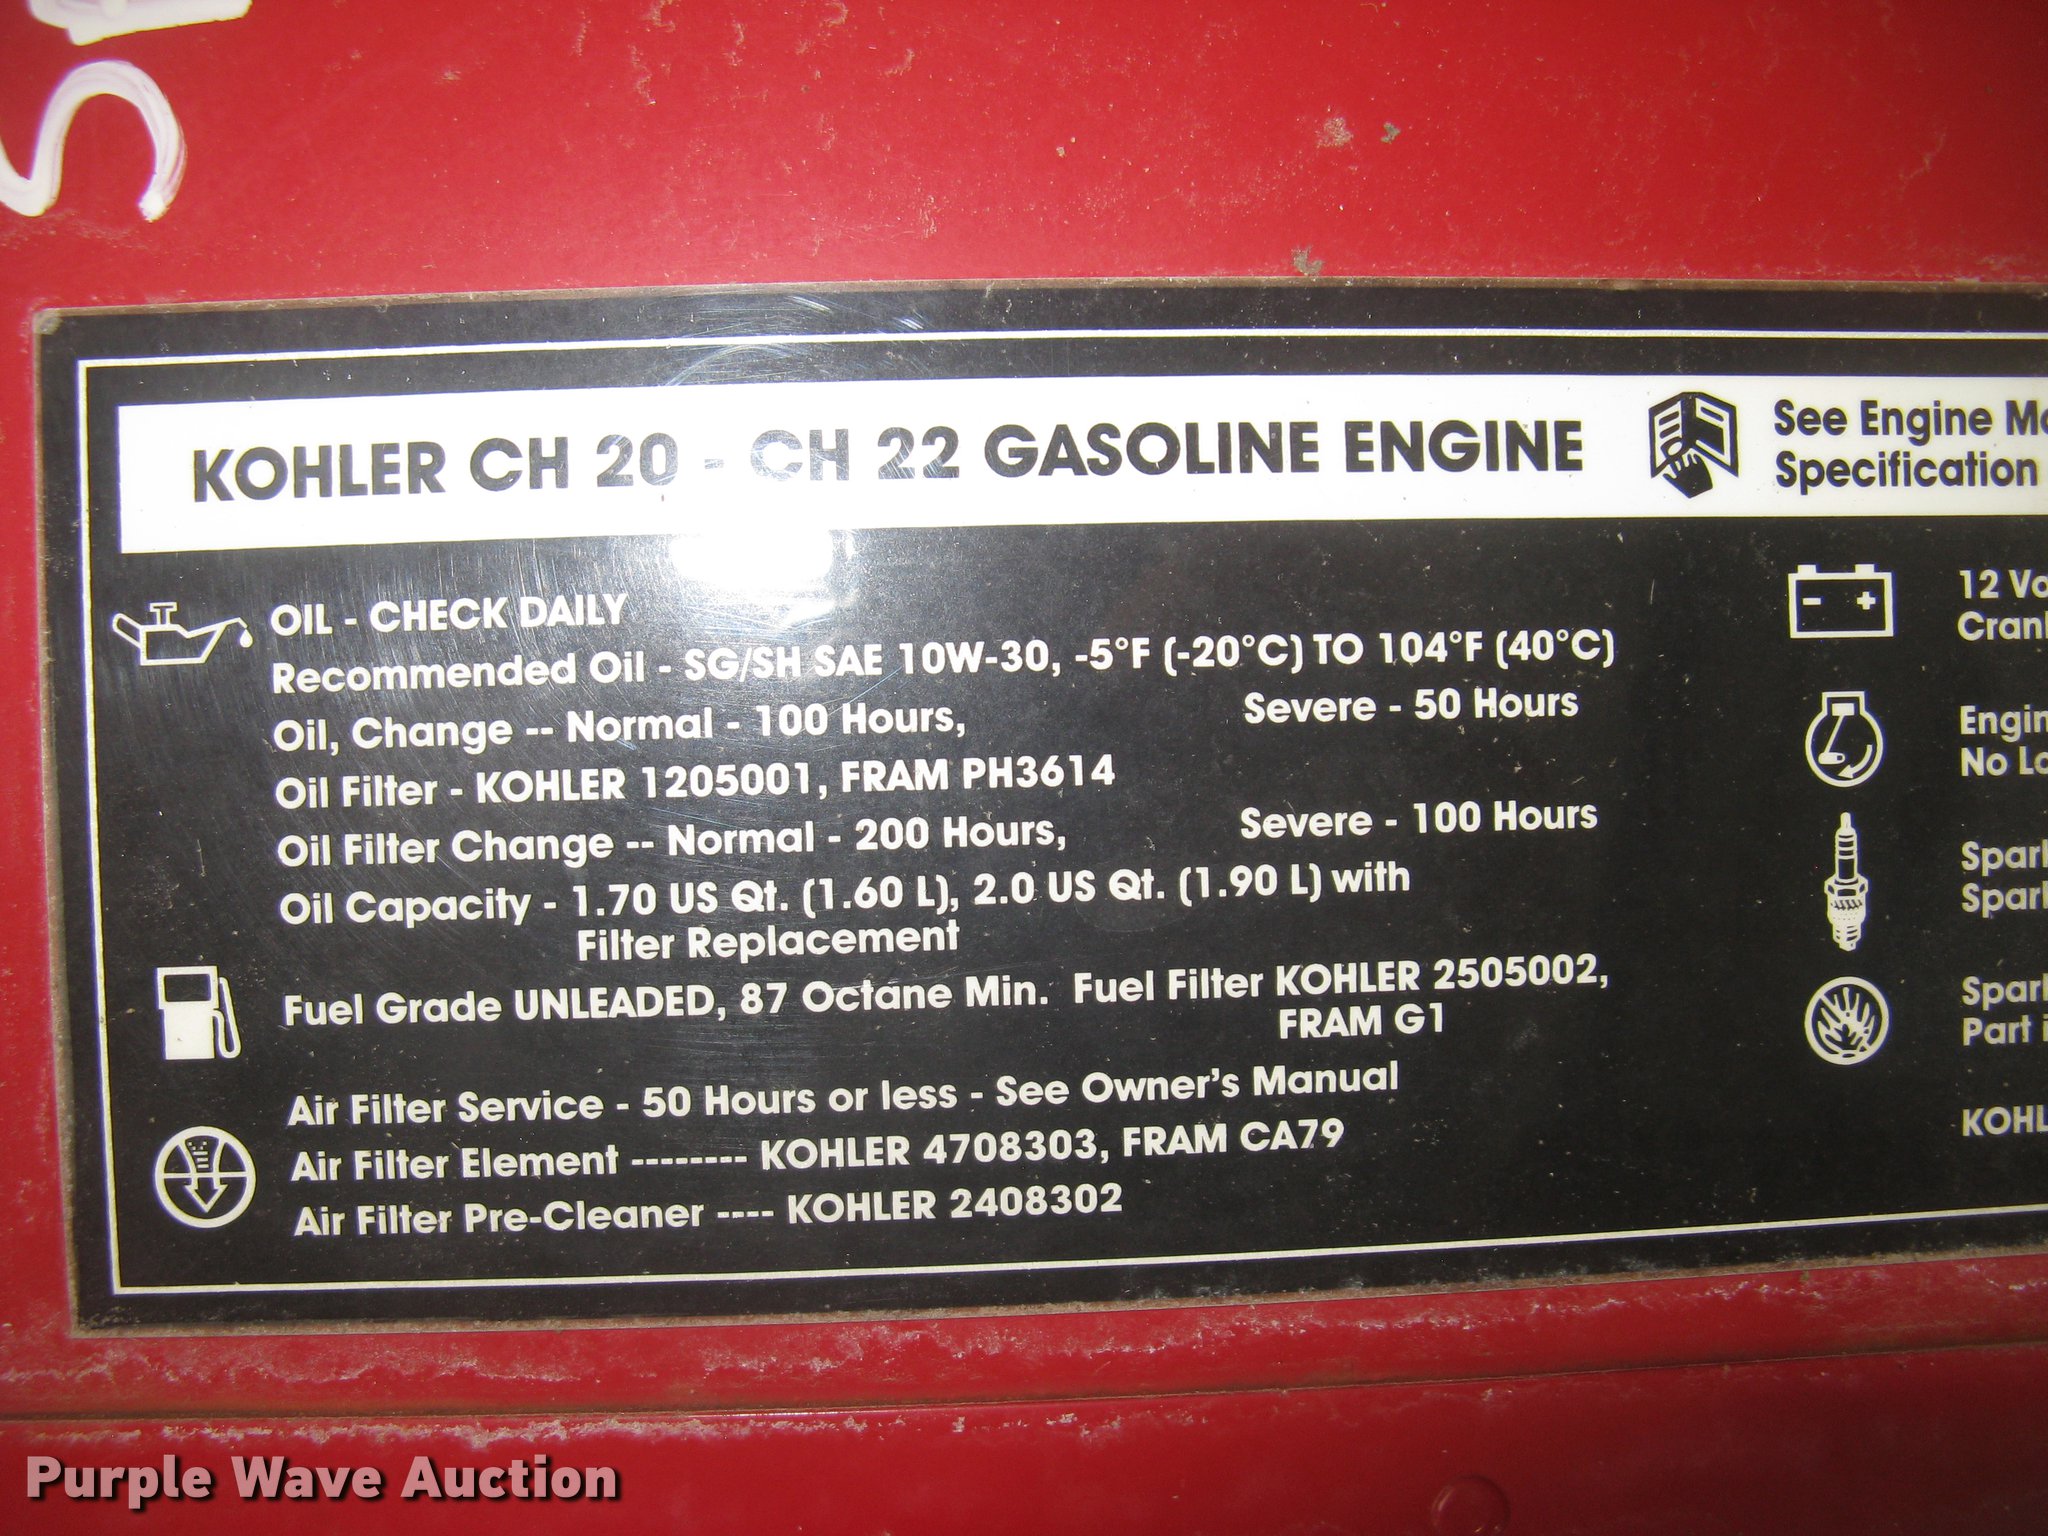 KOHLER CH 20 - CH 22 GASOLINE ENGINE
See Engine
Specification
OIL - CHECK DAILY
Recommended Oil - SG/SH SAE 10W-30, -5°F (-20°C) TO 104°F (40°C)
Oil, Change -- Normal - 100 Hours, Severe - 50 Hours
Oil Filter - KOHLER 1205001, FRAM PH3614
Oil Filter Change -- Normal - 200 Hours, Severe - 100 Hours
Oil Capacity - 1.70 US Qt. (1.60 L), 2.0 US Qt. (1.90 L) with
Filter Replacement
Fuel Grade UNLEADED, 87 Octane Min. Fuel Filter KOHLER 2505002,
FRAM G1
Air Filter Service - 50 Hours or less - See Owner's Manual
Air Filter Element -------- KOHLER 4708303, FRAM CA79
Air Filter Pre-Cleaner ---- KOHLER 2408302
12
No
Part
Purple Wave Auction